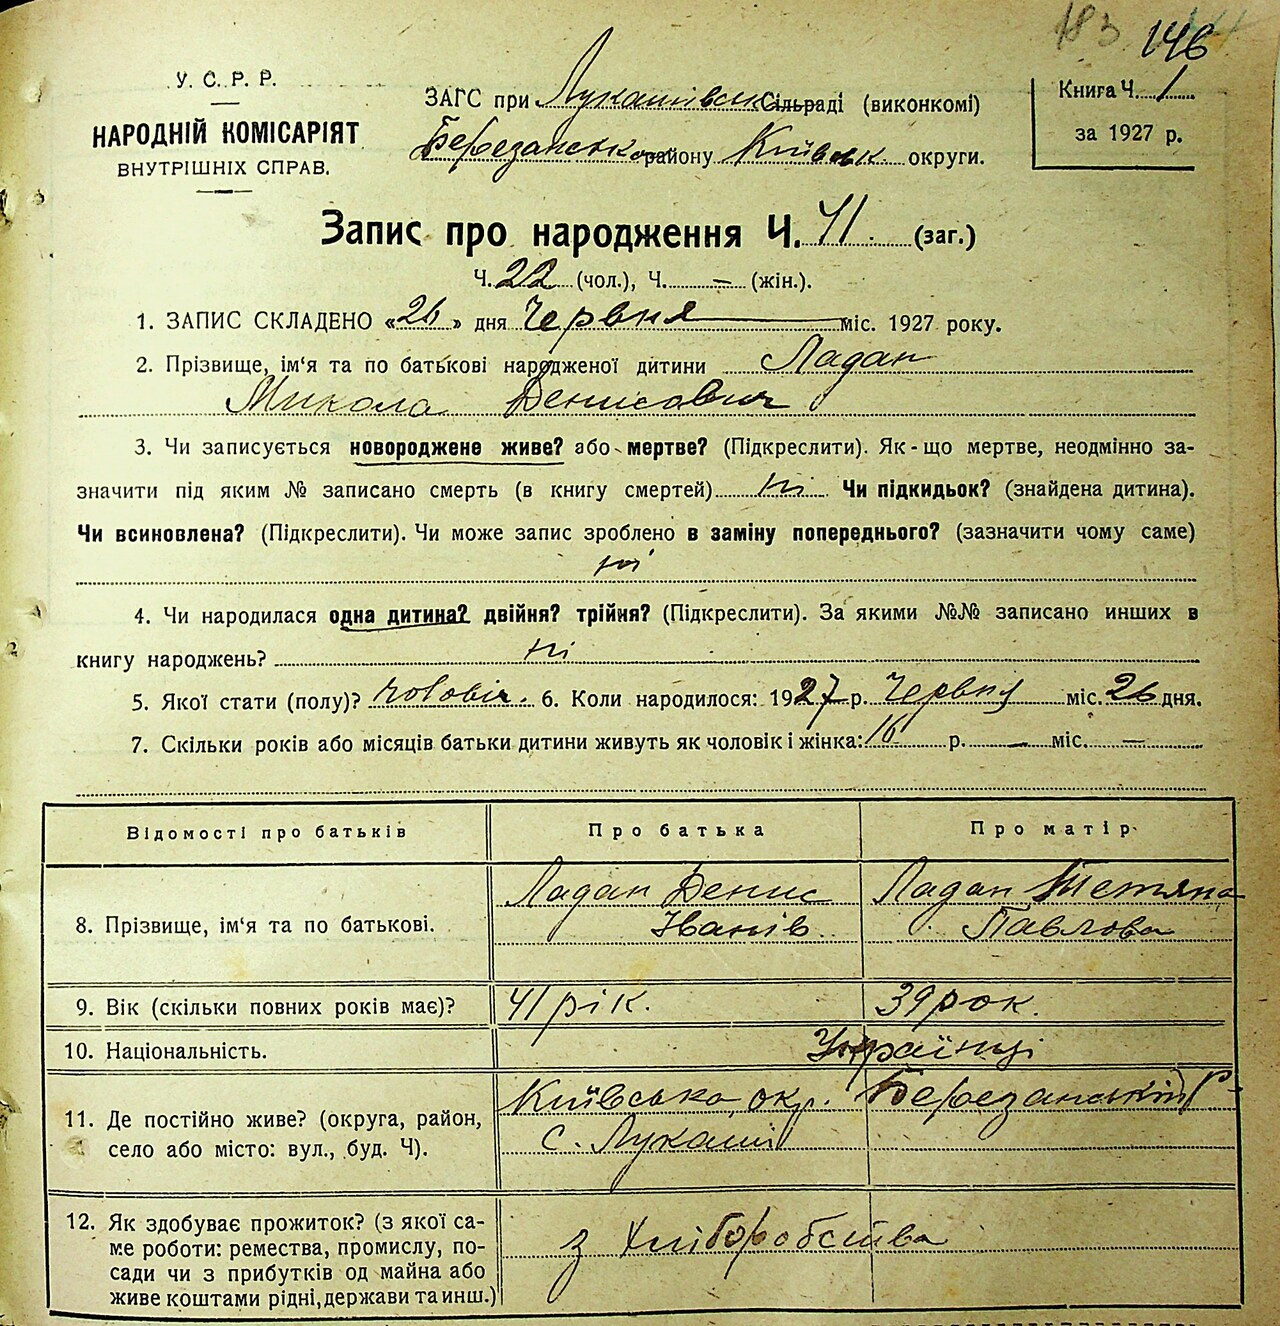 183 146
У. С. Р. Р.
НАРОДНІЙ КОМІСАРІЯТ
ВНУТРІШНІХ СПРАВ.
ЗАГС при Лукашівськ Сільраді (виконкомі)
Березанськ району Київськ округи.
Книга Ч. 1
за 1927 р.
Запис про народження Ч. 41. (заг.)
Ч. 22 (чол.), Ч. — (жін.).
1. ЗАПИС СКЛАДЕНО «26» дня Червня міс. 1927 року.
2. Прізвище, ім'я та по батькові народженої дитини Ладан
Микола Денисович
3. Чи записується новороджене живе? або мертве? (Підкреслити). Як-що мертве, неодмінно за-
значити під яким № записано смерть (в книгу смертей) ні Чи підкидьок? (знайдена дитина).
Чи всиновлена? (Підкреслити). Чи може запис зроблено в заміну попереднього? (зазначити чому саме)
ні
4. Чи народилася одна дитина? двійня? трійня? (Підкреслити). За якими №№ записано инших в
книгу народжень? ні
5. Якої стати (полу)? чоловіч. 6. Коли народилося: 1927 р. Червня міс. 26 дня.
7. Скільки років або місяців батьки дитини живуть як чоловік і жінка: 16 р. — міс. —
Відомості про батьків Про батька Про матір
8. Прізвище, ім'я та по батькові. Ладан Денис Іванів Ладан Тетяна Павлова
9. Вік (скільки повних років має)? 41 рік. 39 рок.
10. Національність. Українці
11. Де постійно живе? (округа, район, Київська окр. Березанський Р.
село або місто: вул., буд. Ч). с. Лукаші
12. Як здобуває прожиток? (з якої са-
ме роботи: ремества, промислу, по- з Хліборобства
сади чи з прибутків од майна або
живе коштами рідні, держави та инш.)